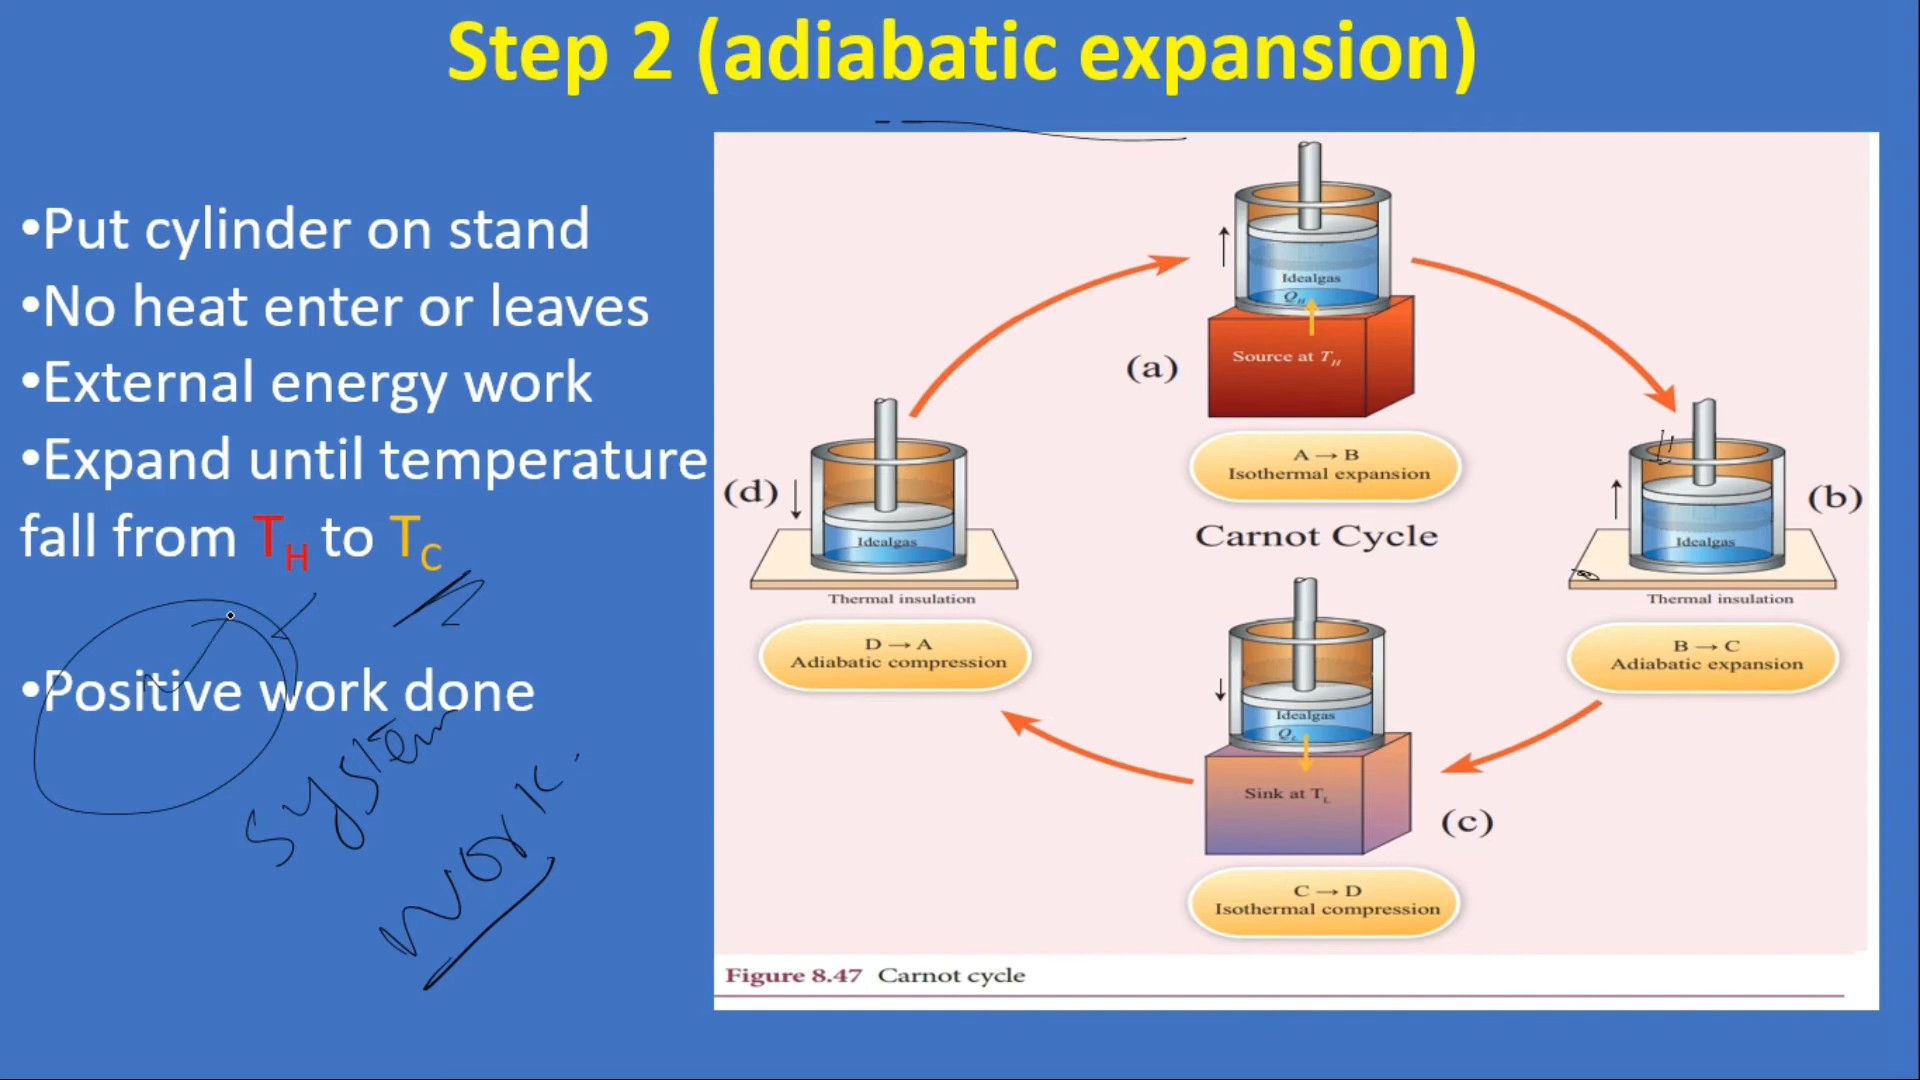 Step 2 (adiabatic expansion)
•Put cylinder on stand
•No heat enter or leaves
•External energy work
•Expand until temperature
fall from TH to TC
•Positive work done
system
work
Idealgas
QH
Source at TH
(a)
A → B
Isothermal expansion
Carnot Cycle
(d)
Idealgas
Thermal insulation
D → A
Adiabatic compression
(b)
Idealgas
Thermal insulation
B → C
Adiabatic expansion
Idealgas
QL
Sink at TL
(c)
C → D
Isothermal compression
Figure 8.47 Carnot cycle